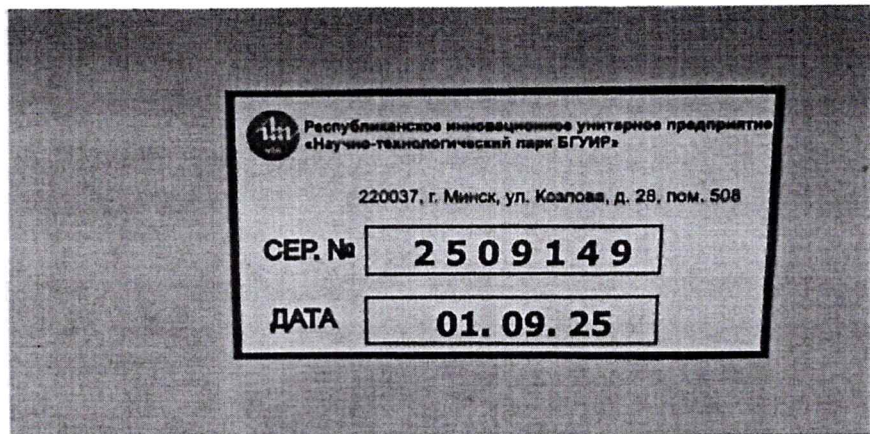 Республиканское инновационное унитарное предприятие
«Научно-технологический парк БГУИР»
220037, г. Минск, ул. Козлова, д. 28, пом. 508
СЕР. № 2509149
ДАТА 01. 09. 25